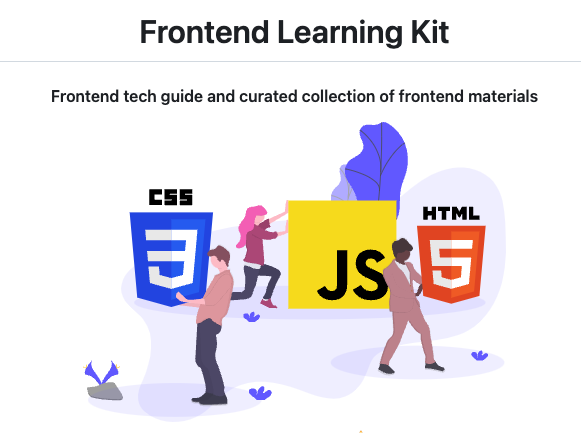 Frontend Learning Kit
Frontend tech guide and curated collection of frontend materials
CSS
HTML
3
JS
5